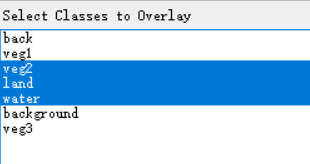 Select Classes to Overlay
back
veg1
veg2
land
water
background
veg3